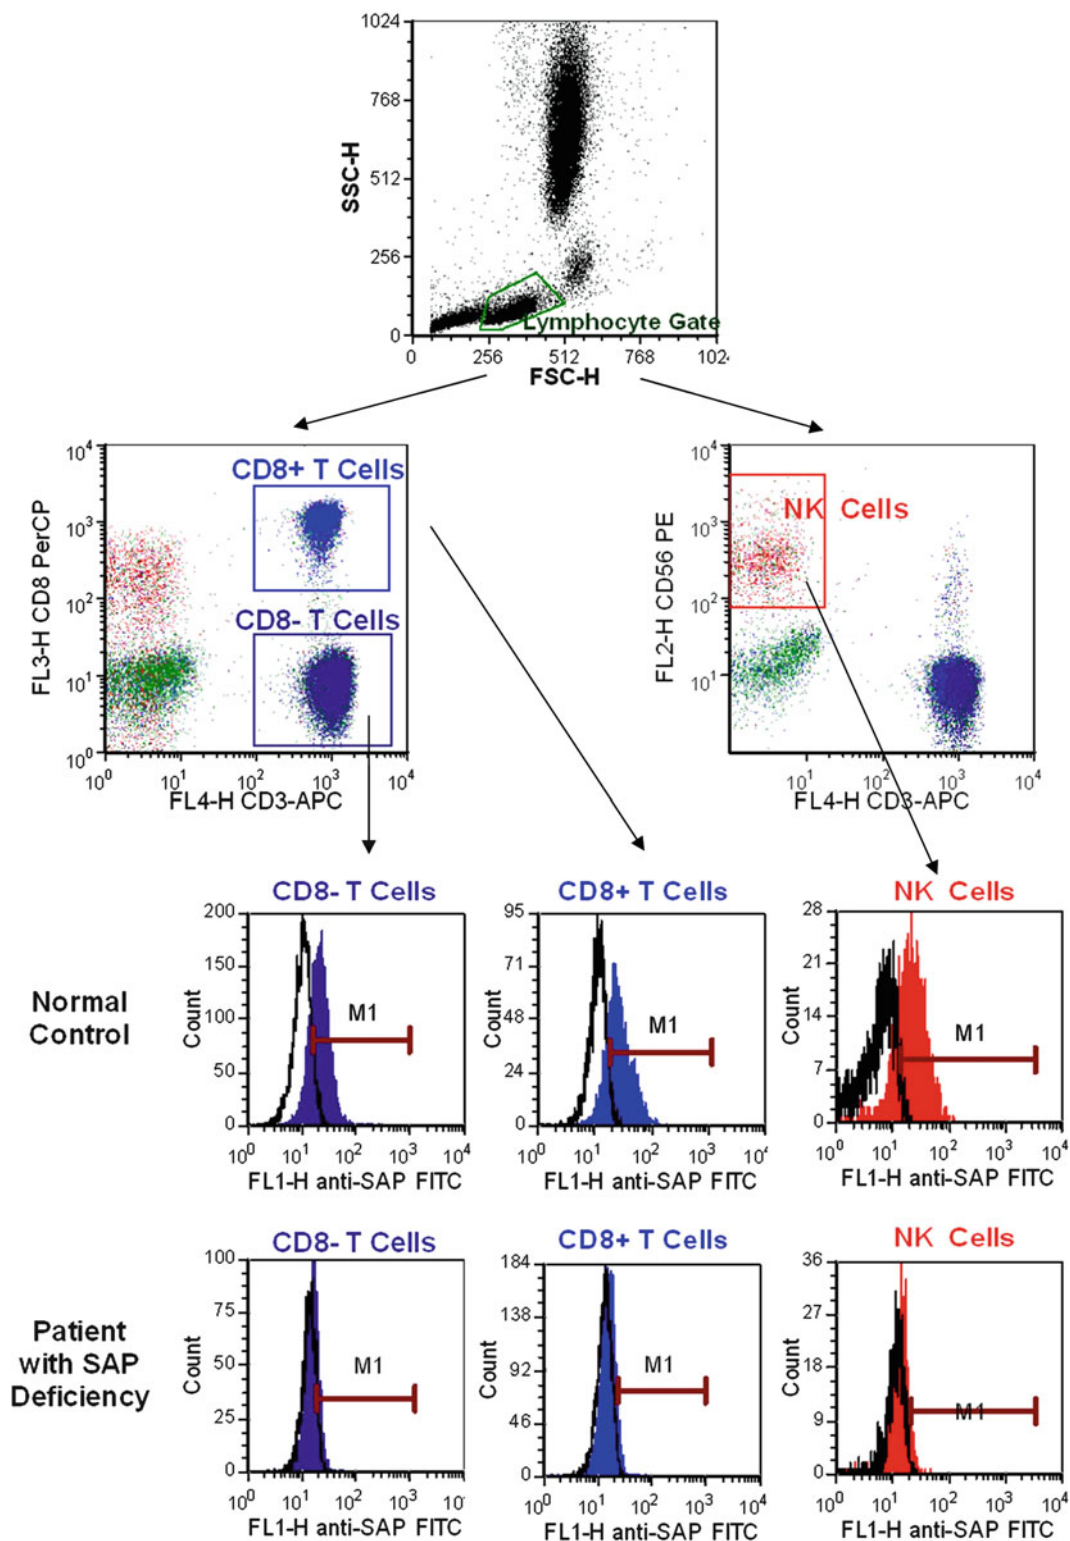 1024
768
512
256
0
SSC-H
Lymphocyte Gate
0 256 512 768 102
FSC-H
10^4
10^3
10^2
10^1
10^0
FL3-H CD8 PerCP
CD8+ T Cells
CD8- T Cells
10^0 10^1 10^2 10^3 10^4
FL4-H CD3-APC
10^4
10^3
10^2
10^1
FL2-H CD56 PE
NK Cells
10^1 10^2 10^3 10^4
FL4-H CD3-APC
Normal
Control
CD8- T Cells
200
150
100
50
0
Count
M1
10^0 10^1 10^2 10^3 10^4
FL1-H anti-SAP FITC
CD8+ T Cells
95
71
48
24
0
Count
M1
10^0 10^1 10^2 10^3 10^4
FL1-H anti-SAP FITC
NK Cells
28
21
14
7
0
Count
M1
10^0 10^1 10^2 10^3 10^4
FL1-H anti-SAP FITC
Patient
with SAP
Deficiency
CD8- T Cells
100
75
50
25
0
Count
M1
10^0 10^1 10^2 10^3 10^4
FL1-H anti-SAP FITC
CD8+ T Cells
184
138
92
46
0
Count
M1
10^0 10^1 10^2 10^3 10^4
FL1-H anti-SAP FITC
NK Cells
36
27
18
9
0
Count
M1
10^0 10^1 10^2 10^3 10^4
FL1-H anti-SAP FITC